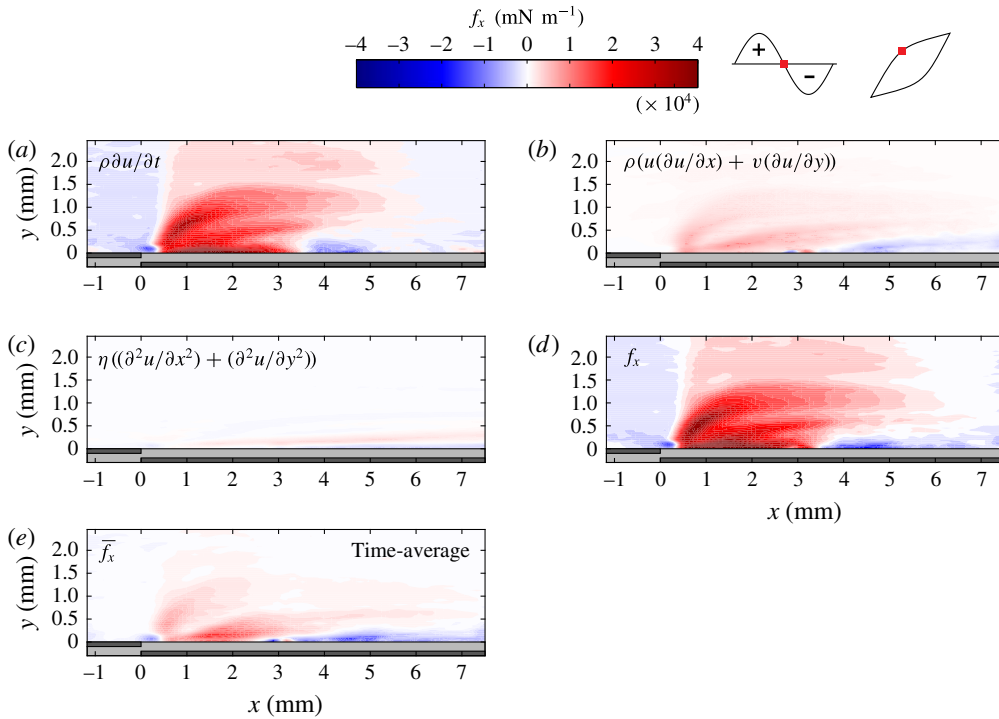 f_x (mN m⁻¹)
−4 −3 −2 −1 0 1 2 3 4
(× 10⁴)
+
−
(a)
ρ∂u/∂t
y (mm)
2.0
1.5
1.0
0.5
0
−1 0 1 2 3 4 5 6 7
(b)
ρ(u(∂u/∂x) + v(∂u/∂y))
2.0
1.5
1.0
0.5
0
−1 0 1 2 3 4 5 6 7
(c)
η((∂²u/∂x²) + (∂²u/∂y²))
y (mm)
2.0
1.5
1.0
0.5
0
−1 0 1 2 3 4 5 6 7
(d)
f_x
2.0
1.5
1.0
0.5
0
−1 0 1 2 3 4 5 6 7
x (mm)
(e)
f̅_x Time-average
y (mm)
2.0
1.5
1.0
0.5
0
−1 0 1 2 3 4 5 6 7
x (mm)